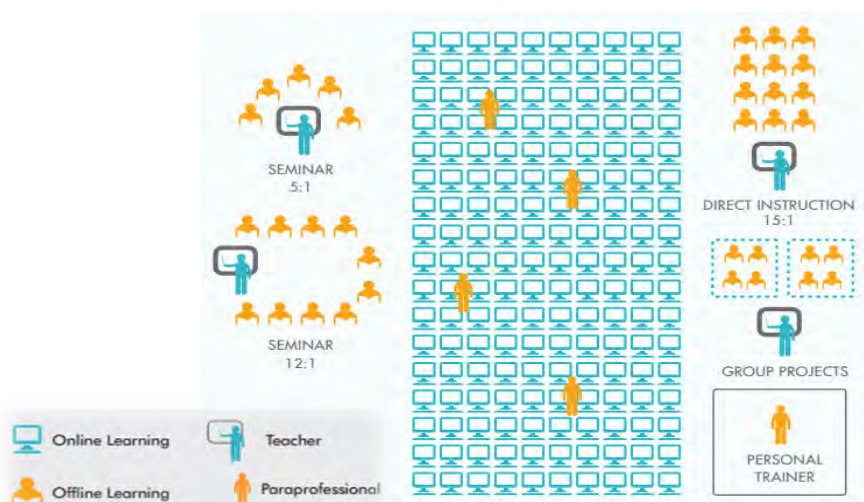 SEMINAR
5:1
SEMINAR
12:1
DIRECT INSTRUCTION
15:1
GROUP PROJECTS
PERSONAL
TRAINER
Online Learning
Teacher
Offline Learning
Paraprofessional